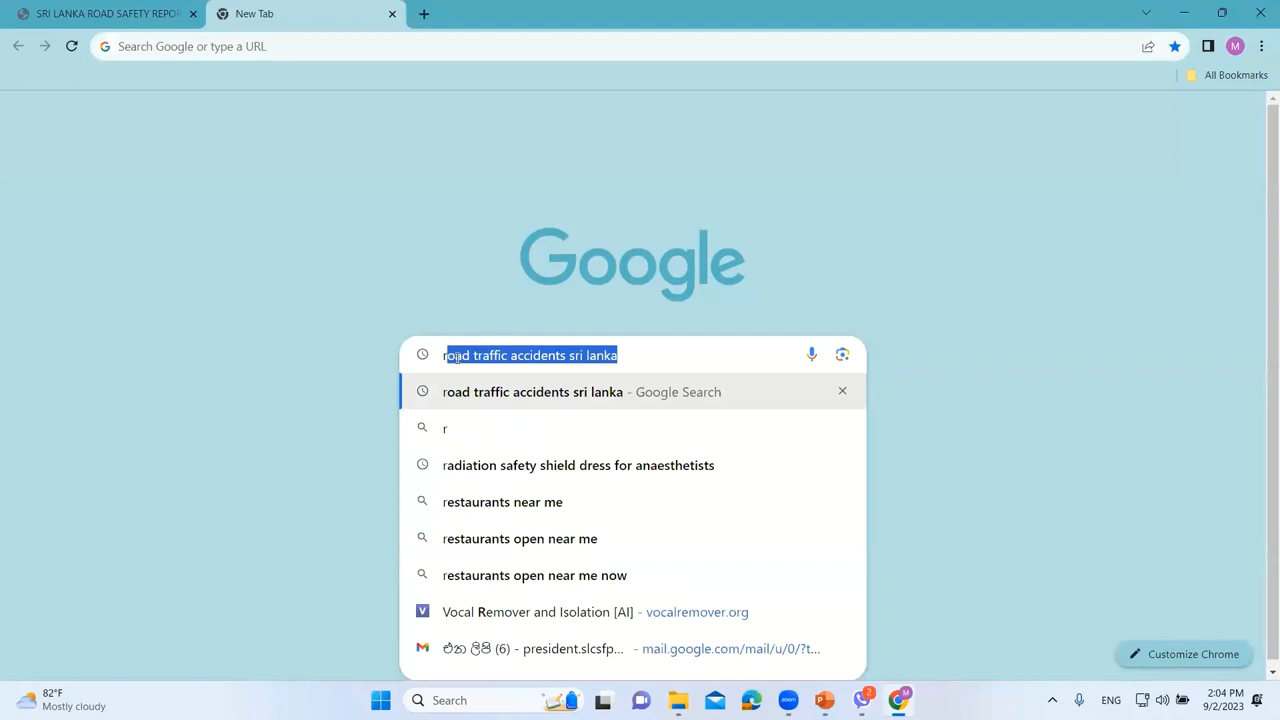 SRI LANKA ROAD SAFETY REPOR
New Tab
Search Google or type a URL
M
All Bookmarks
Google
road traffic accidents sri lanka
road traffic accidents sri lanka - Google Search
r
radiation safety shield dress for anaesthetists
restaurants near me
restaurants open near me
restaurants open near me now
V Vocal Remover and Isolation [AI] - vocalremover.org
එන ලිපි (6) - president.slcsfp... - mail.google.com/mail/u/0/?t...
Customize Chrome
82°F
Mostly cloudy
Search
zoom
2
M
ENG
2:04 PM
9/2/2023